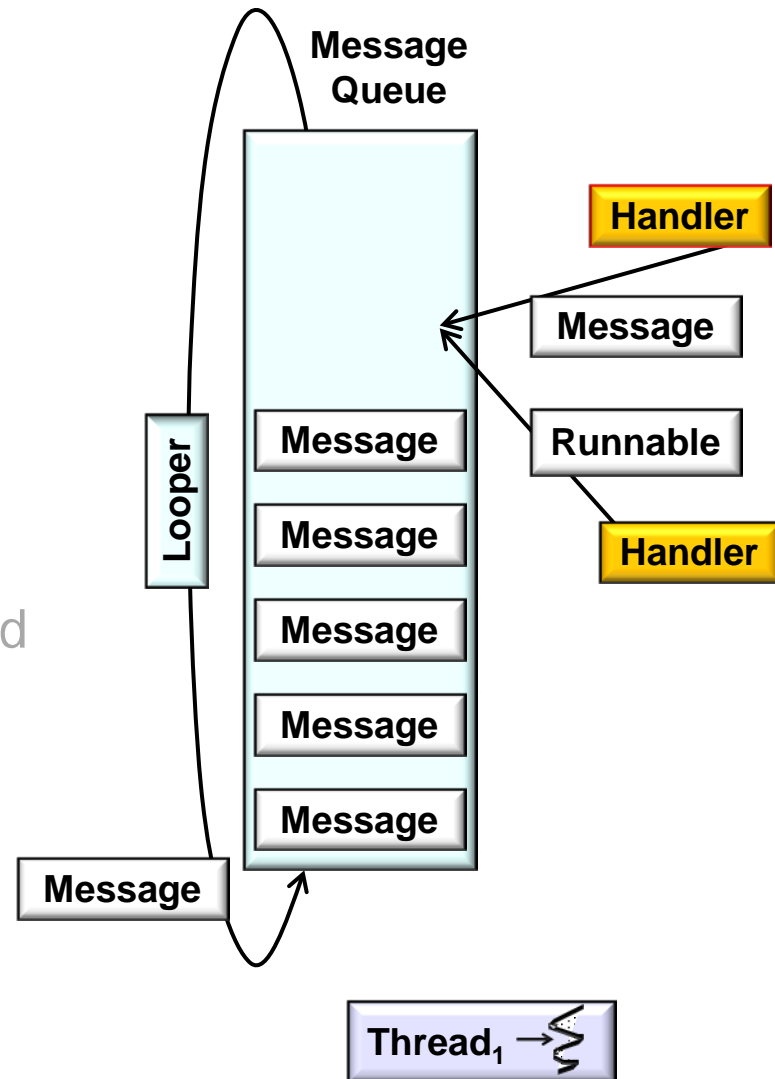 Message
Queue
Handler
Message
Message
Runnable
Looper
Message
Handler
d
Message
Message
Message
Message
Thread₁